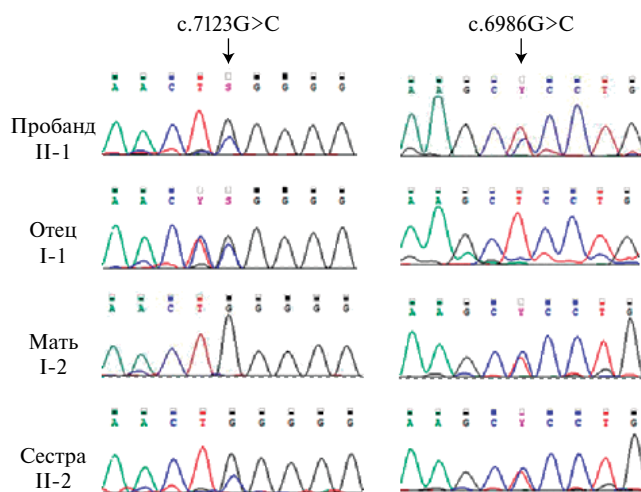 c.7123G>C c.6986G>C
A A C T S G G G G A A G C Y C C T G
Пробанд
II-1
A A C Y S G G G G A A G C T C C T G
Отец
I-1
A A C T G G G G G A A G C Y C C T G
Мать
I-2
A A C T G G G G G A A G C Y C C T G
Сестра
II-2